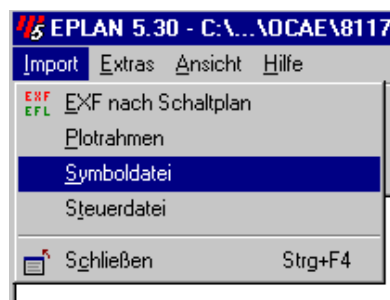 EPLAN 5.30 - C:\...\OCAE\8117
Import Extras Ansicht Hilfe
EXF EFL EXF nach Schaltplan
Plotrahmen
Symboldatei
Steuerdatei
Schließen Strg+F4